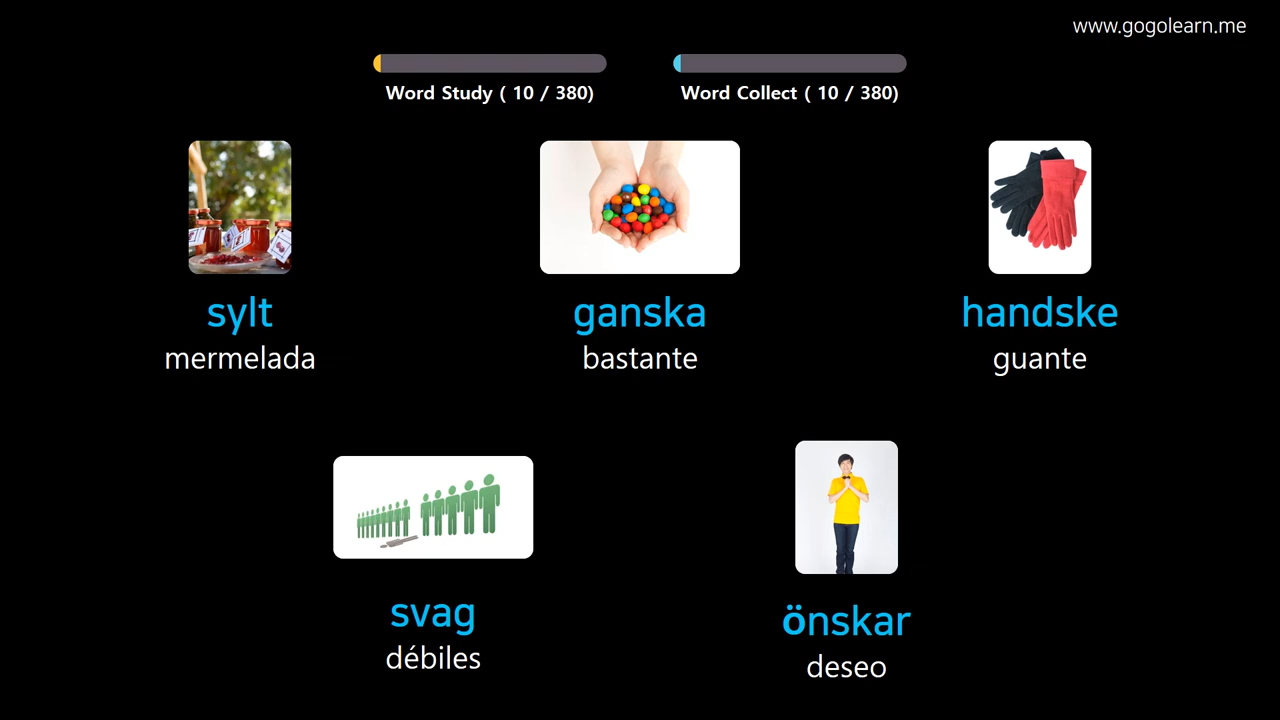 www.gogolearn.me
Word Study ( 10 / 380)
Word Collect ( 10 / 380)
sylt
mermelada
ganska
bastante
handske
guante
svag
débiles
önskar
deseo